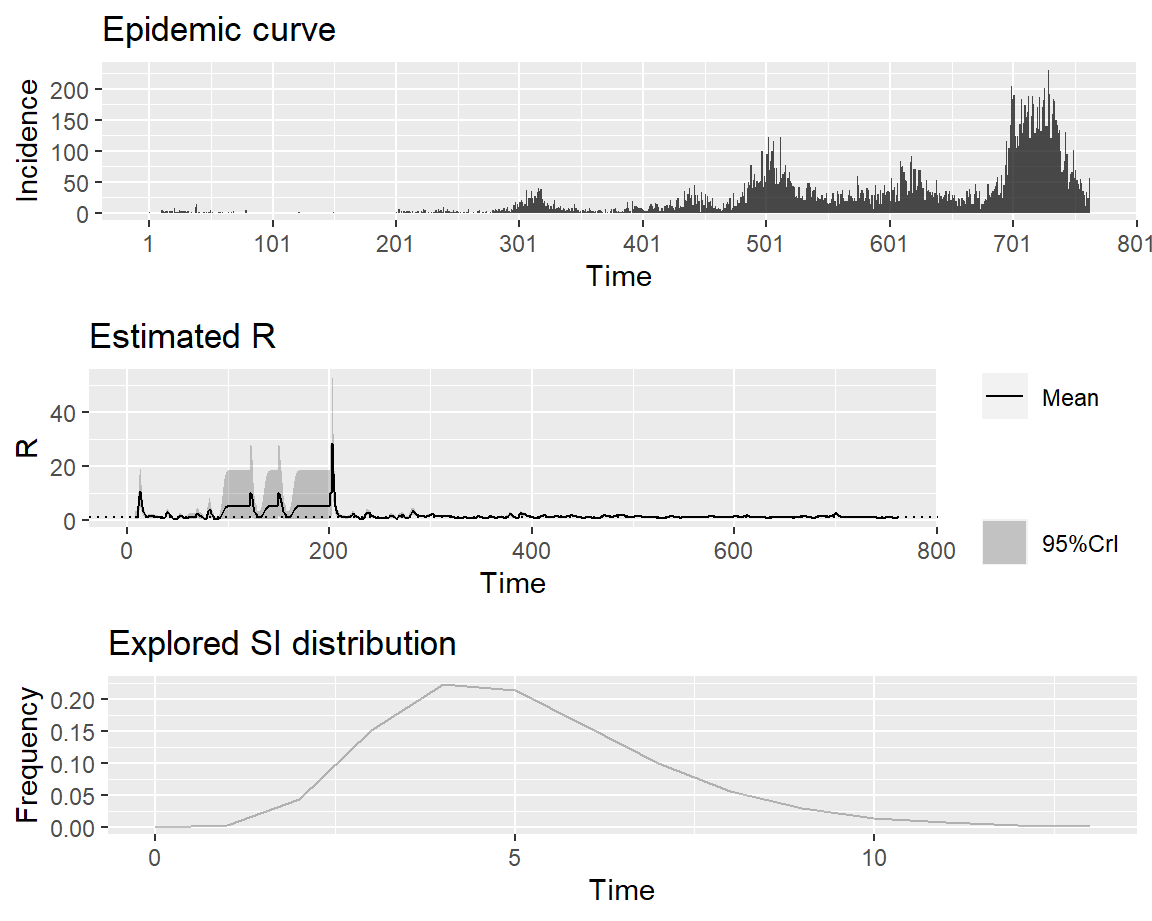 Epidemic curve
Incidence
200
150
100
50
0
1 101 201 301 401 501 601 701 801
Time
Estimated R
R
40
20
0
0 200 400 600 800
Time
Mean
95%CrI
Explored SI distribution
Frequency
0.20
0.15
0.10
0.05
0.00
0 5 10
Time